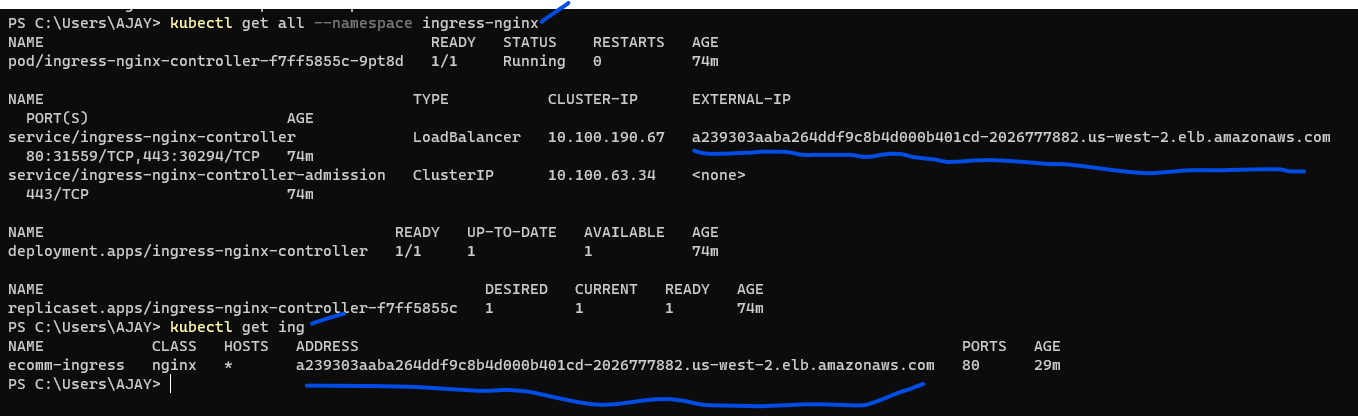 PS C:\Users\AJAY> kubectl get all --namespace ingress-nginx
NAME READY STATUS RESTARTS AGE
pod/ingress-nginx-controller-f7ff5855c-9pt8d 1/1 Running 0 74m
NAME TYPE CLUSTER-IP EXTERNAL-IP
PORT(S) AGE
service/ingress-nginx-controller LoadBalancer 10.100.190.67 a239303aaba264ddf9c8b4d000b401cd-2026777882.us-west-2.elb.amazonaws.com
80:31559/TCP,443:30294/TCP 74m
service/ingress-nginx-controller-admission ClusterIP 10.100.63.34 <none>
443/TCP 74m
NAME READY UP-TO-DATE AVAILABLE AGE
deployment.apps/ingress-nginx-controller 1/1 1 1 74m
NAME DESIRED CURRENT READY AGE
replicaset.apps/ingress-nginx-controller-f7ff5855c 1 1 1 74m
PS C:\Users\AJAY> kubectl get ing
NAME CLASS HOSTS ADDRESS PORTS AGE
ecomm-ingress nginx * a239303aaba264ddf9c8b4d000b401cd-2026777882.us-west-2.elb.amazonaws.com 80 29m
PS C:\Users\AJAY>